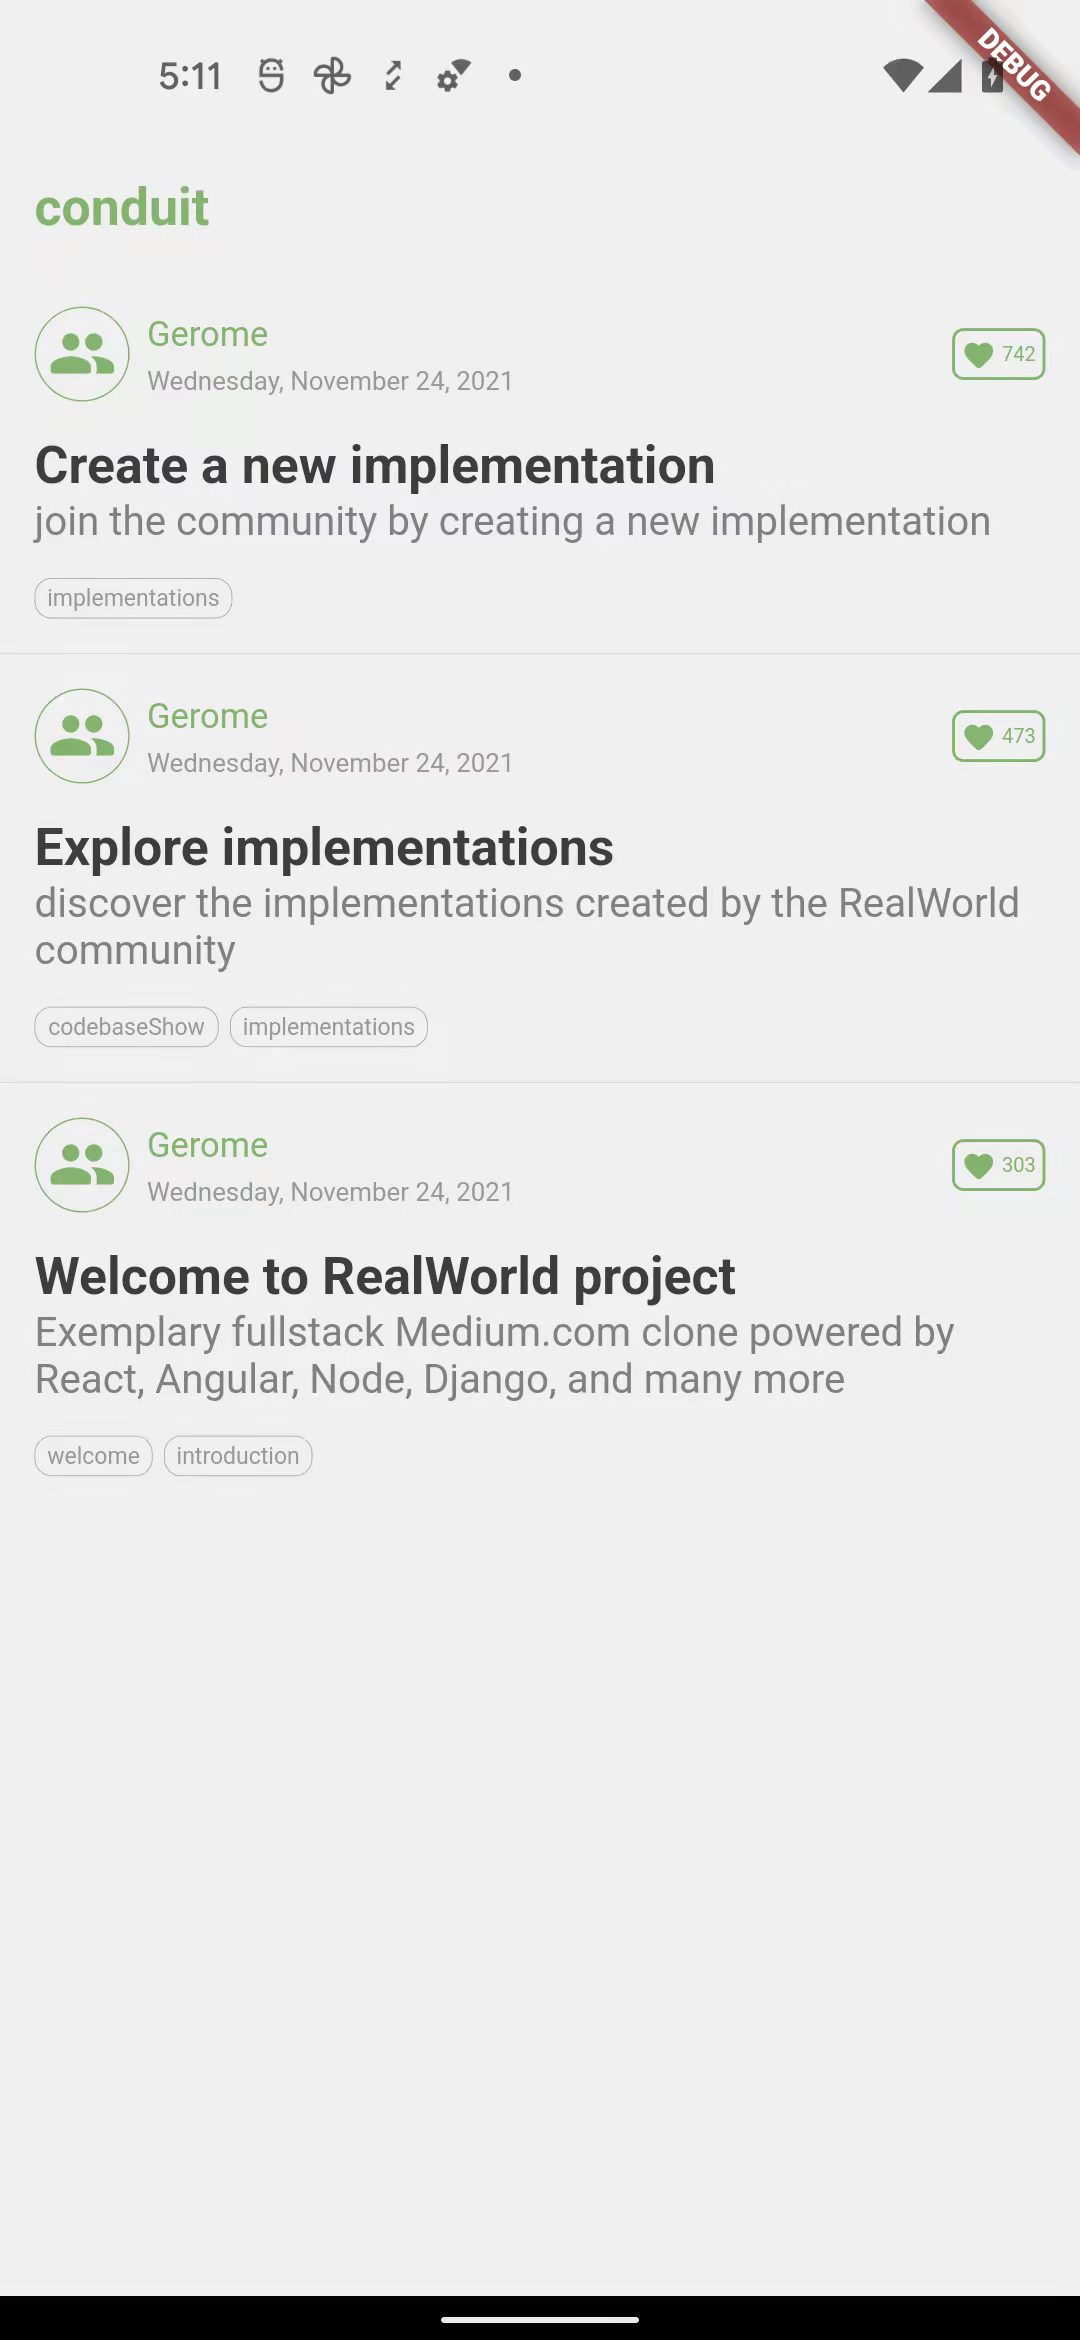 5:11
DEBUG
conduit
Gerome
Wednesday, November 24, 2021
742
Create a new implementation
join the community by creating a new implementation
implementations
Gerome
Wednesday, November 24, 2021
473
Explore implementations
discover the implementations created by the RealWorld
community
codebaseShow implementations
Gerome
Wednesday, November 24, 2021
303
Welcome to RealWorld project
Exemplary fullstack Medium.com clone powered by
React, Angular, Node, Django, and many more
welcome introduction